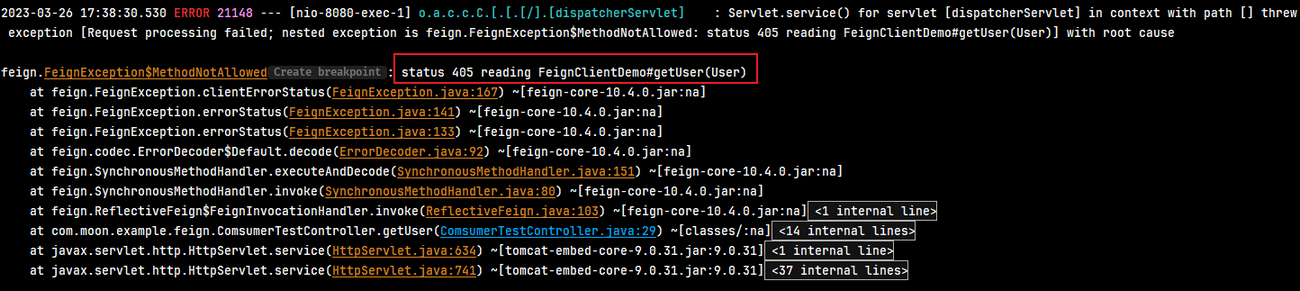 2023-03-26 17:38:30.530 ERROR 21148 --- [nio-8080-exec-1] o.a.c.c.C.[.[.[/].[dispatcherServlet]    : Servlet.service() for servlet [dispatcherServlet] in context with path [] threw
exception [Request processing failed; nested exception is feign.FeignException$MethodNotAllowed: status 405 reading FeignClientDemo#getUser(User)] with root cause
feign.FeignException$MethodNotAllowed Create breakpoint : status 405 reading FeignClientDemo#getUser(User)
at feign.FeignException.clientErrorStatus(FeignException.java:167) ~[feign-core-10.4.0.jar:na]
at feign.FeignException.errorStatus(FeignException.java:141) ~[feign-core-10.4.0.jar:na]
at feign.FeignException.errorStatus(FeignException.java:133) ~[feign-core-10.4.0.jar:na]
at feign.codec.ErrorDecoder$Default.decode(ErrorDecoder.java:92) ~[feign-core-10.4.0.jar:na]
at feign.SynchronousMethodHandler.executeAndDecode(SynchronousMethodHandler.java:151) ~[feign-core-10.4.0.jar:na]
at feign.SynchronousMethodHandler.invoke(SynchronousMethodHandler.java:80) ~[feign-core-10.4.0.jar:na]
at feign.ReflectiveFeign$FeignInvocationHandler.invoke(ReflectiveFeign.java:103) ~[feign-core-10.4.0.jar:na] <1 internal line>
at com.moon.example.feign.ComsumerTestController.getUser(ComsumerTestController.java:29) ~[classes/:na] <14 internal lines>
at javax.servlet.http.HttpServlet.service(HttpServlet.java:634) ~[tomcat-embed-core-9.0.31.jar:9.0.31] <1 internal line>
at javax.servlet.http.HttpServlet.service(HttpServlet.java:741) ~[tomcat-embed-core-9.0.31.jar:9.0.31] <37 internal lines>